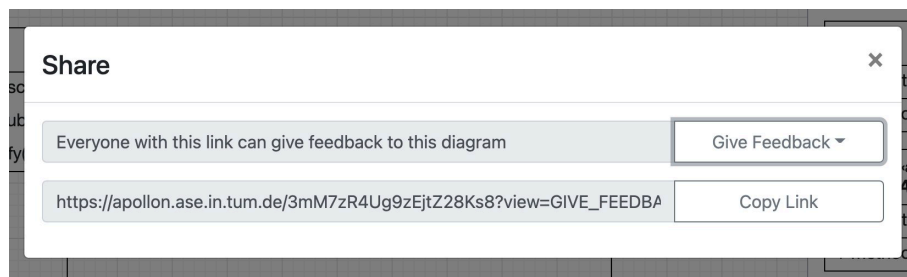 Share
×
Everyone with this link can give feedback to this diagram
Give Feedback
https://apollon.ase.in.tum.de/3mM7zR4Ug9zEjtZ28Ks8?view=GIVE_FEEDBA
Copy Link